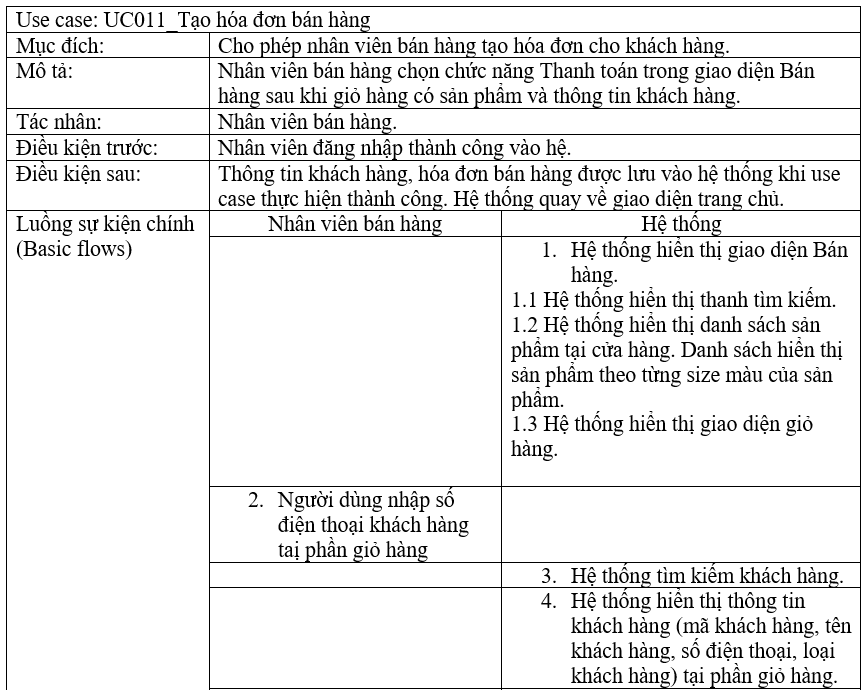 Use case: UC011_Tạo hóa đơn bán hàng
Mục đích: Cho phép nhân viên bán hàng tạo hóa đơn cho khách hàng.
Mô tả: Nhân viên bán hàng chọn chức năng Thanh toán trong giao diện Bán
hàng sau khi giỏ hàng có sản phẩm và thông tin khách hàng.
Tác nhân: Nhân viên bán hàng.
Điều kiện trước: Nhân viên đăng nhập thành công vào hệ.
Điều kiện sau: Thông tin khách hàng, hóa đơn bán hàng được lưu vào hệ thống khi use
case thực hiện thành công. Hệ thống quay về giao diện trang chủ.
Luồng sự kiện chính
(Basic flows)
Nhân viên bán hàng
Hệ thống
1. Hệ thống hiển thị giao diện Bán
hàng.
1.1 Hệ thống hiển thị thanh tìm kiếm.
1.2 Hệ thống hiển thị danh sách sản
phẩm tại cửa hàng. Danh sách hiển thị
sản phẩm theo từng size màu của sản
phẩm.
1.3 Hệ thống hiển thị giao diện giỏ
hàng.
2. Người dùng nhập số
điện thoại khách hàng
taị phần giỏ hàng
3. Hệ thống tìm kiếm khách hàng.
4. Hệ thống hiển thị thông tin
khách hàng (mã khách hàng, tên
khách hàng, số điện thoại, loại
khách hàng) tại phần giỏ hàng.